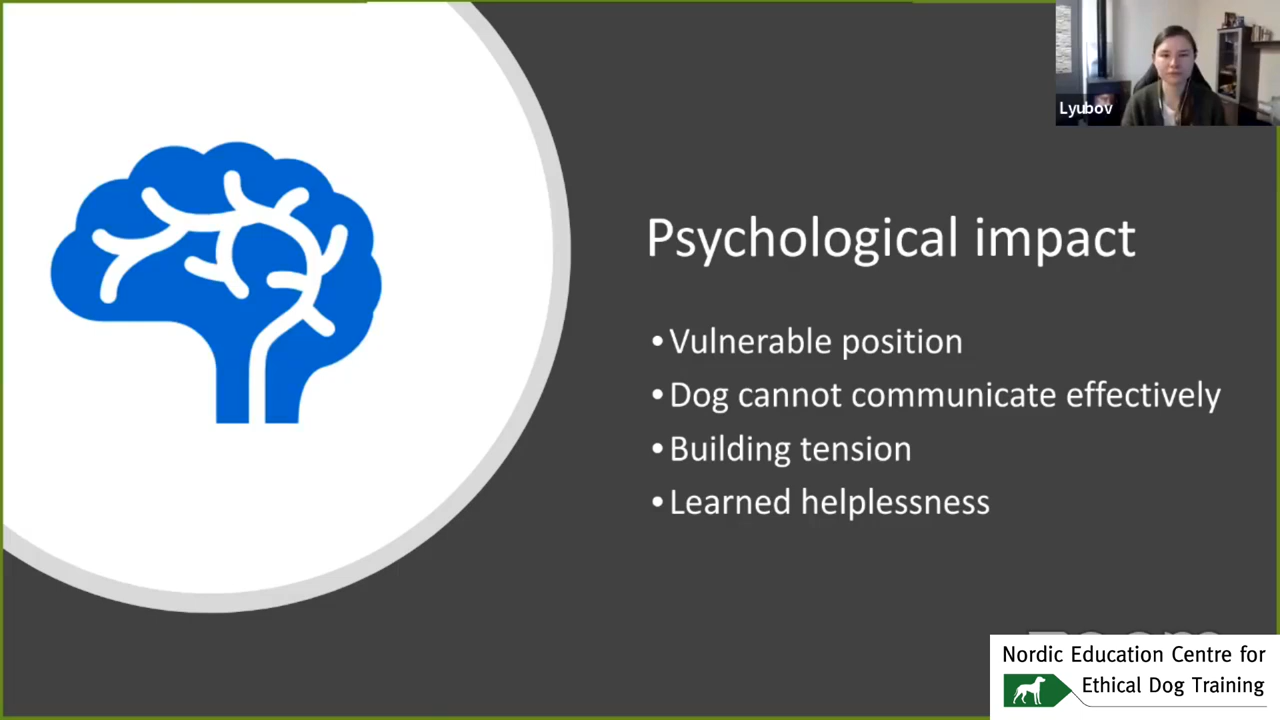 Lyubov
Psychological impact
• Vulnerable position
• Dog cannot communicate effectively
• Building tension
• Learned helplessness
zoom
Nordic Education Centre for
Ethical Dog Training